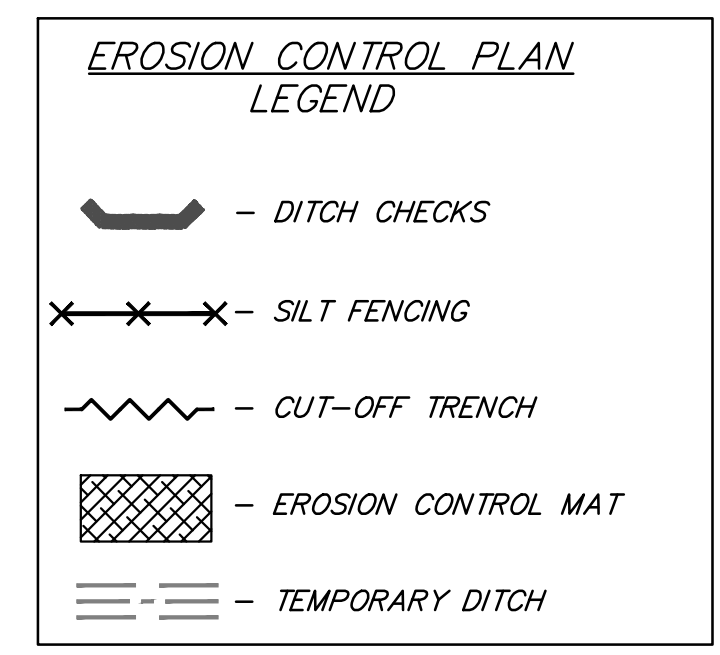 EROSION CONTROL PLAN
LEGEND
- DITCH CHECKS
- SILT FENCING
- CUT-OFF TRENCH
- EROSION CONTROL MAT
- TEMPORARY DITCH